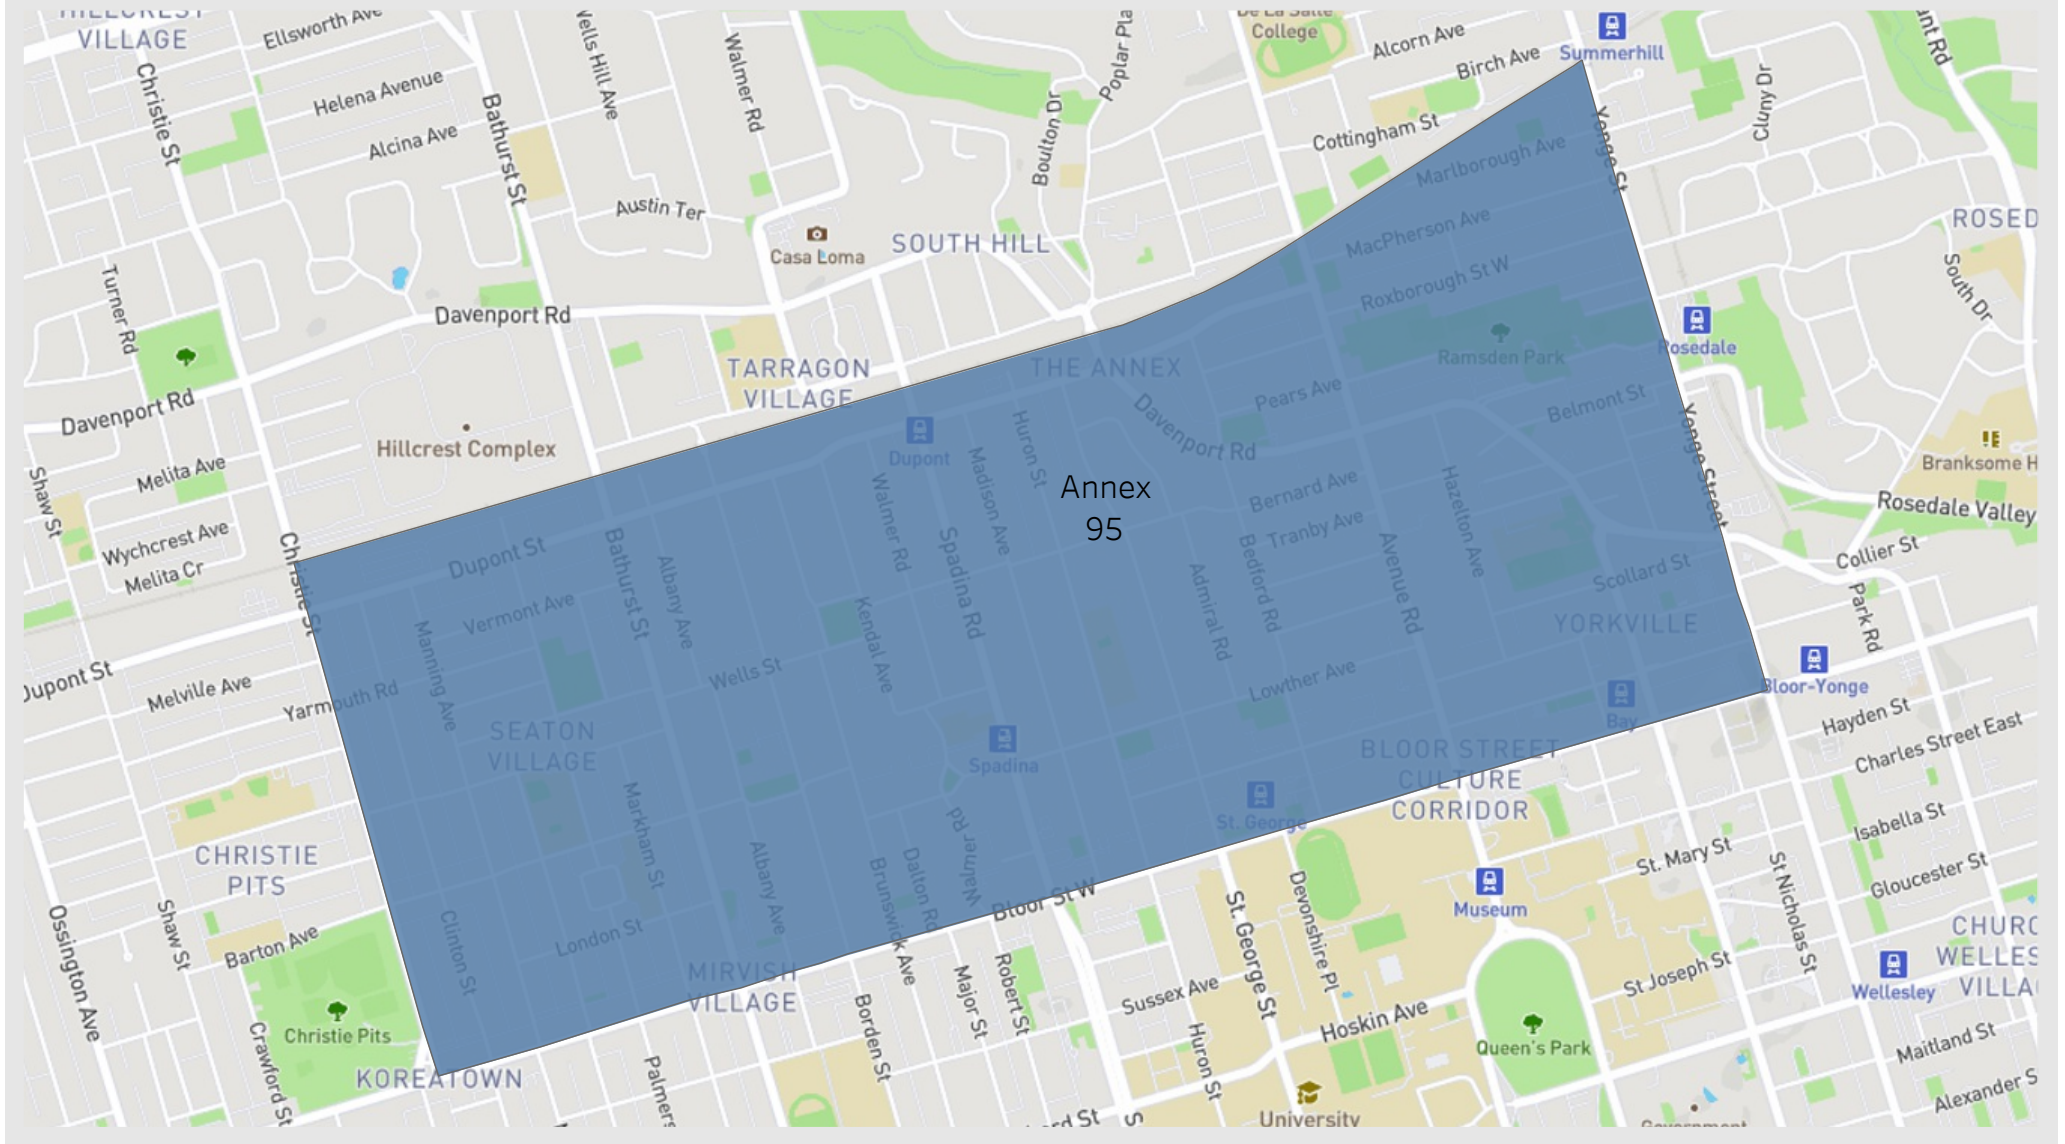 VILLAGE
Ellsworth Ave
Wells Hill Ave
Walmer Rd
Poplar Pla
De La Salle
College
Alcorn Ave
Birch Ave
Summerhill
Christie St
Helena Avenue
Bathurst St
Alcina Ave
Boulton Dr
Cottingham St
Yonge St
Cluny Dr
Marlborough Ave
Austin Ter
Casa Loma
SOUTH HILL
MacPherson Ave
Roxborough St W
ROSED
South Dr
Turner Rd
Davenport Rd
TARRAGON
VILLAGE
THE ANNEX
Ramsden Park
Rosedale
Davenport Rd
Hillcrest Complex
Dupont
Huron St
Davenport Rd
Pears Ave
Belmont St
Yonge Street
Branksome H
Shaw St
Melita Ave
Walmer Rd
Madison Ave
Annex
95
Bernard Ave
Tranby Ave
Hazelton Ave
Rosedale Valley
Wychcrest Ave
Melita Cr
Christie St
Dupont St
Bathurst St
Albany Ave
Spadina Rd
Admiral Rd
Bedford Rd
Avenue Rd
Scollard St
Collier St
Park Rd
Vermont Ave
Manning Ave
Kendal Ave
YORKVILLE
Dupont St
Melville Ave
Yarmouth Rd
Wells St
Lowther Ave
Bay
Bloor-Yonge
Hayden St
Charles Street East
SEATON
VILLAGE
Spadina
BLOOR STREET
CULTURE
CORRIDOR
St. George
Markham St
Albany Ave
Walmer Rd
Isabella St
CHRISTIE
PITS
Brunswick Ave
Dalton Rd
Bloor St W
St. Mary St
St Nicholas St
Gloucester St
Museum
Ossington Ave
Shaw St
Barton Ave
Clinton St
London St
St. George St
Devonshire Pl
CHURC
WELLES
VILLA
MIRVISH
VILLAGE
Major St
Robert St
Sussex Ave
St Joseph St
Wellesley
Christie Pits
Crawford St
Borden St
Huron St
Hoskin Ave
Queen's Park
Maitland St
KOREATOWN
Palmers
University
Alexander S